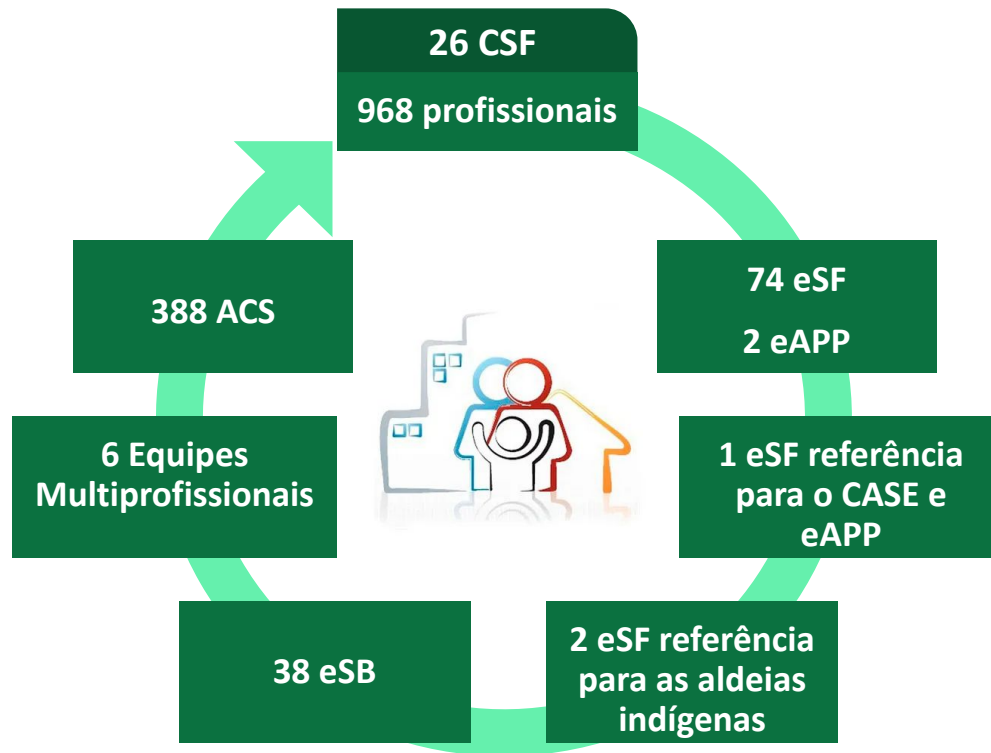 26 CSF
968 profissionais
74 eSF
2 eAPP
1 eSF referência
para o CASE e
eAPP
2 eSF referência
para as aldeias
indígenas
38 eSB
6 Equipes
Multiprofissionais
388 ACS